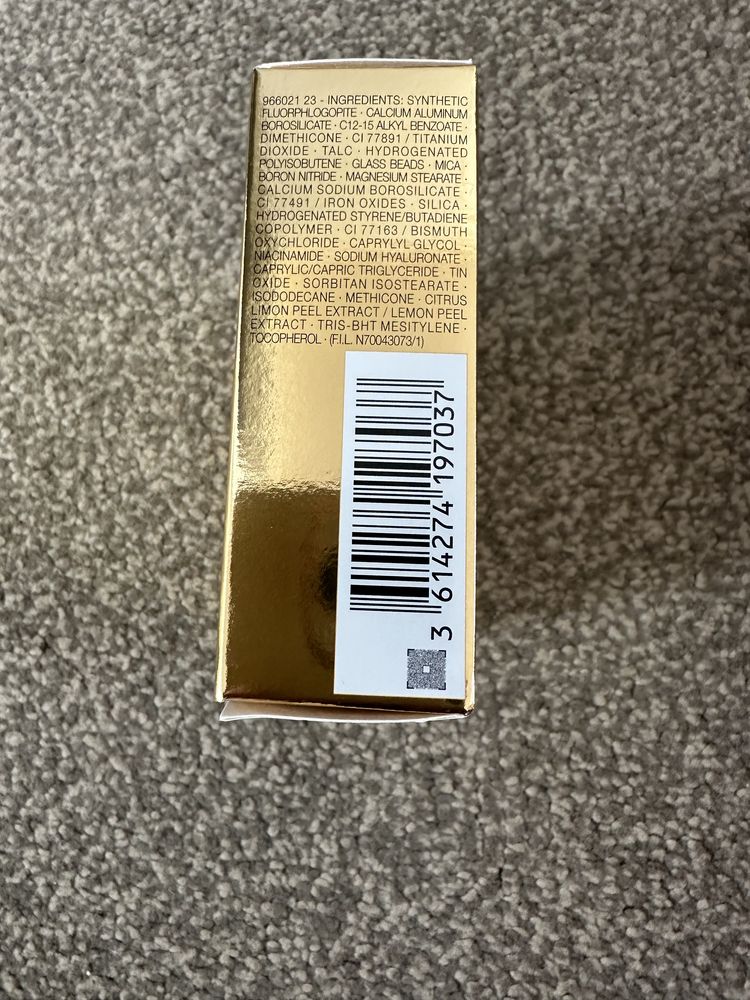 966021 23 - INGREDIENTS: SYNTHETIC
FLUORPHLOGOPITE · CALCIUM ALUMINUM
BOROSILICATE · C12-15 ALKYL BENZOATE ·
DIMETHICONE · CI 77891 / TITANIUM
DIOXIDE · TALC · HYDROGENATED
POLYISOBUTENE · GLASS BEADS · MICA ·
BORON NITRIDE · MAGNESIUM STEARATE ·
CALCIUM SODIUM BOROSILICATE ·
CI 77491 / IRON OXIDES · SILICA ·
HYDROGENATED STYRENE/BUTADIENE
COPOLYMER · CI 77163 / BISMUTH
OXYCHLORIDE · CAPRYLYL GLYCOL ·
NIACINAMIDE · SODIUM HYALURONATE ·
CAPRYLIC/CAPRIC TRIGLYCERIDE · TIN
OXIDE · SORBITAN ISOSTEARATE ·
ISODODECANE · METHICONE · CITRUS
LIMON PEEL EXTRACT / LEMON PEEL
EXTRACT · TRIS-BHT MESITYLENE ·
TOCOPHEROL · (F.I.L. N70043073/1)
3 614274 197037